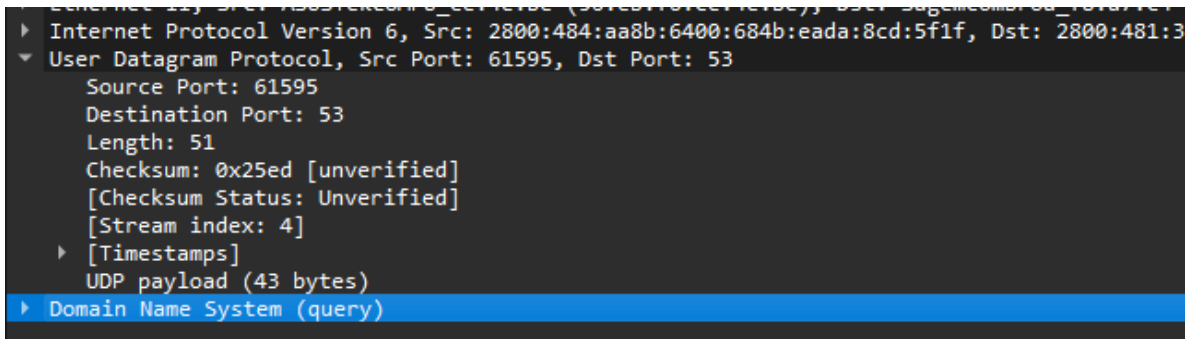 Internet Protocol Version 6, Src: 2800:484:aa8b:6400:684b:eada:8cd:5f1f, Dst: 2800:481:3
User Datagram Protocol, Src Port: 61595, Dst Port: 53
Source Port: 61595
Destination Port: 53
Length: 51
Checksum: 0x25ed [unverified]
[Checksum Status: Unverified]
[Stream index: 4]
[Timestamps]
UDP payload (43 bytes)
Domain Name System (query)